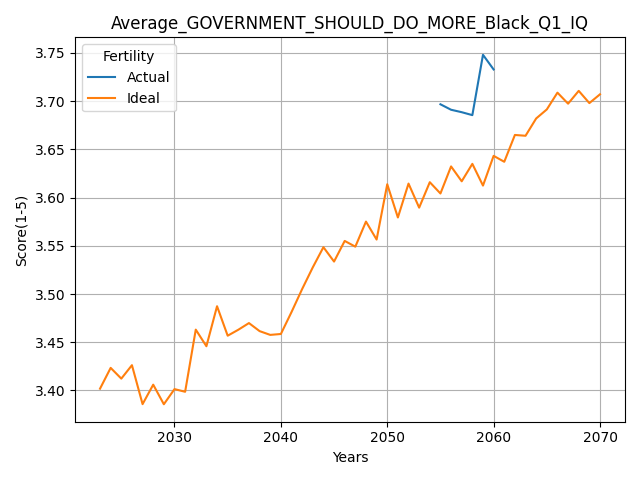 Average_GOVERNMENT_SHOULD_DO_MORE_Black_Q1_IQ
Fertility
Actual
Ideal
Score(1-5)
3.75
3.70
3.65
3.60
3.55
3.50
3.45
3.40
2030 2040 2050 2060 2070
Years